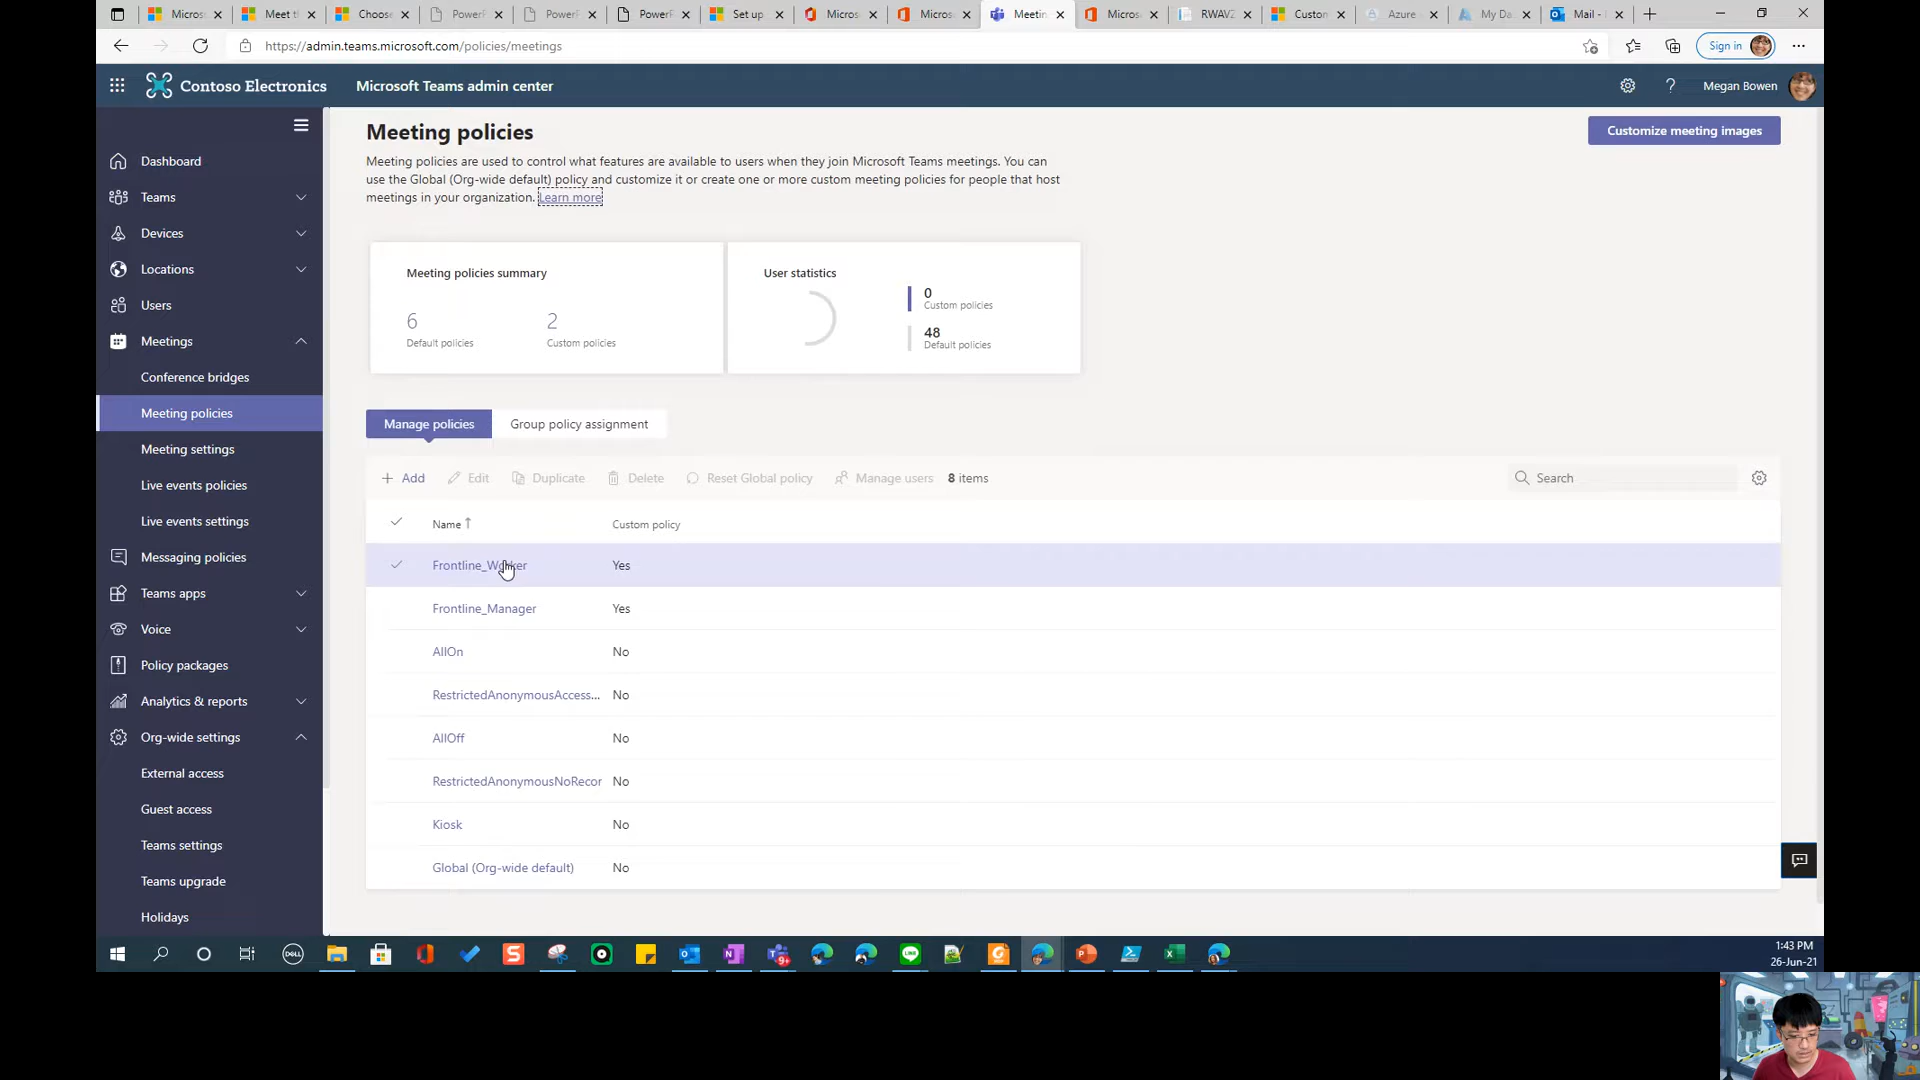 Micros
Meet th
Choose
PowerF
PowerF
PowerF
Set up
Micros
Micros
Meetin
Micros
RWAV2
Custom
Azure
My Da
Mail -
https://admin.teams.microsoft.com/policies/meetings
Sign in
Contoso Electronics
Microsoft Teams admin center
?
Megan Bowen
Dashboard
Teams
Devices
Locations
Users
Meetings
Conference bridges
Meeting policies
Meeting settings
Live events policies
Live events settings
Messaging policies
Teams apps
Voice
Policy packages
Analytics & reports
Org-wide settings
External access
Guest access
Teams settings
Teams upgrade
Holidays
Meeting policies
Customize meeting images
Meeting policies are used to control what features are available to users when they join Microsoft Teams meetings. You can
use the Global (Org-wide default) policy and customize it or create one or more custom meeting policies for people that host
meetings in your organization. Learn more
Meeting policies summary
6
Default policies
2
Custom policies
User statistics
0
Custom policies
48
Default policies
Manage policies
Group policy assignment
+ Add
Edit
Duplicate
Delete
Reset Global policy
Manage users
8 items
Search
Name ↑
Custom policy
Frontline_Worker
Yes
Frontline_Manager
Yes
AllOn
No
RestrictedAnonymousAccess...
No
AllOff
No
RestrictedAnonymousNoRecor
No
Kiosk
No
Global (Org-wide default)
No
DELL
S
LINE
9+
1:43 PM
26-Jun-21